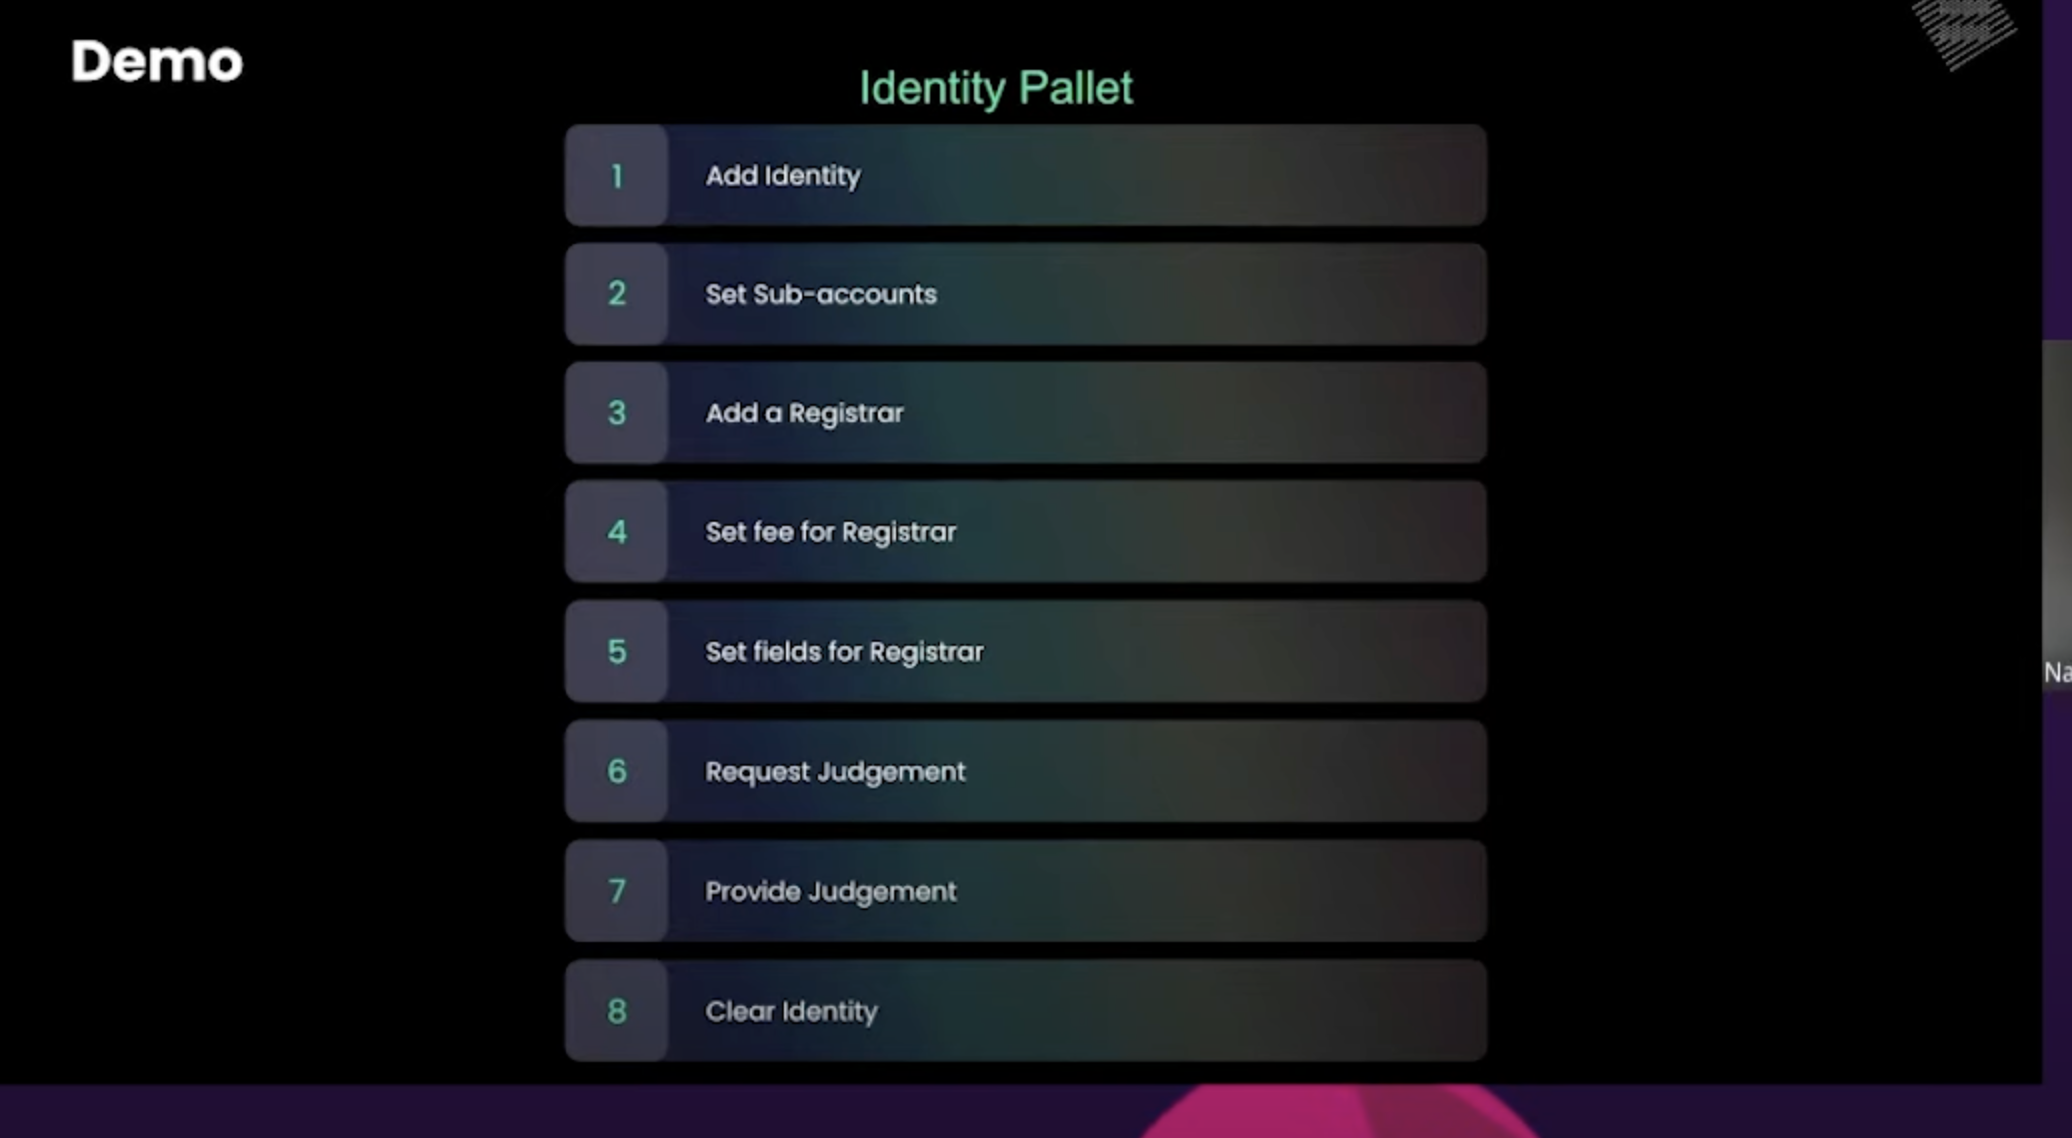 Demo
Identity Pallet
1 Add Identity
2 Set Sub-accounts
3 Add a Registrar
4 Set fee for Registrar
5 Set fields for Registrar
6 Request Judgement
7 Provide Judgement
8 Clear Identity
Na